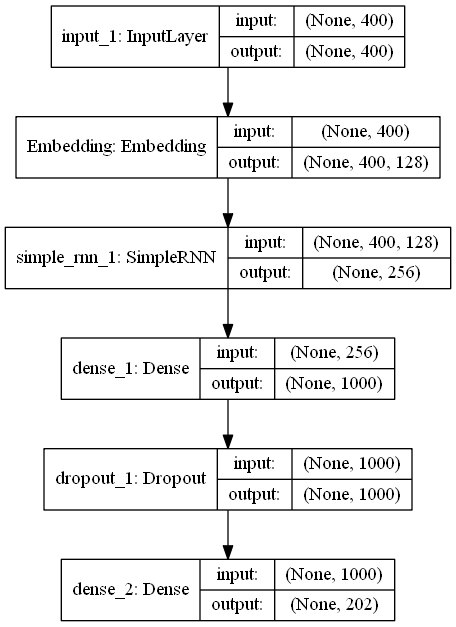 input_1: InputLayer
input: (None, 400)
output: (None, 400)
Embedding: Embedding
input: (None, 400)
output: (None, 400, 128)
simple_rnn_1: SimpleRNN
input: (None, 400, 128)
output: (None, 256)
dense_1: Dense
input: (None, 256)
output: (None, 1000)
dropout_1: Dropout
input: (None, 1000)
output: (None, 1000)
dense_2: Dense
input: (None, 1000)
output: (None, 202)